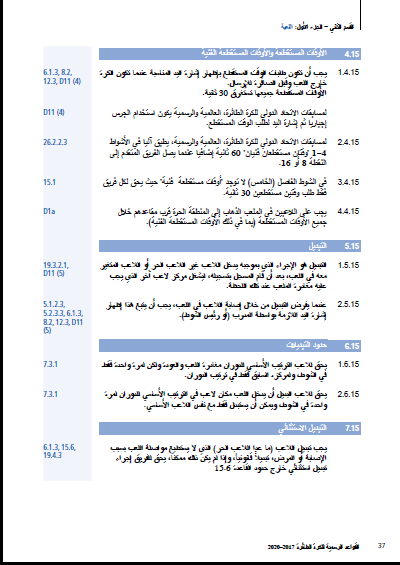 القسم الثاني – الجزء الأول: اللعبة
4.15 الأوقات المستقطعة والأوقات المستقطعة الفنية
1.4.15 يجب أن تكون طلبات الوقت المستقطع بإظهار إشارة اليد المناسبة عندما تكون الكرة 6.1.3, 8.2,
خارج اللعب وقبل الصافرة للإرسال. 12.3, D11 (4)
الأوقات المستقطعة جميعها تستغرق 30 ثانية.
لمسابقات الاتحاد الدولي للكرة الطائرة، العالمية والرسمية يكون استخدام الجرس D11 (4)
إجبارياً ثم إشارة اليد لطلب الوقت المستقطع.
2.4.15 لمسابقات الاتحاد الدولي للكرة الطائرة، العالمية والرسمية، يطبق آلياً في الأشواط 26.2.2.3
1–4 "وقتان مستقطعان فنيان" 60 ثانية إضافيا عندما يصل الفريق المتقدم إلى
النقطة 8 أو 16.
3.4.15 في الشوط الفاصل (الخامس) لا توجد "أوقات مستقطعة فنية" حيث يحق لكل فريق 15.1
فقط طلب وقتين مستقطعين 30 ثانية.
4.4.15 يجب على اللاعبين في الملعب الذهاب إلى المنطقة الحرة قرب مقاعدهم خلال D1a
جميع الأوقات المستقطعة (بما في ذلك الأوقات المستقطعة الفنية).
5.15 التبديل
1.5.15 التبديل هو الإجراء الذي بموجبه يدخل اللاعب غير اللاعب الحر أو اللاعب المتغير 19.3.2.1,
معه في اللعب، بعد أن قام المسجل بتسجيله، ليشغل مركز لاعب آخر الذي يجب D11 (5)
عليه مغادرة الملعب عند تلك اللحظة.
2.5.15 عندما يفرض التبديل من خلال إصابة اللاعب في اللعب، يجب أن يتبع هذا إظهار 5.1.2.3,
إشارة اليد اللازمة بواسطة المدرب (أو رئيس الشوط). 5.2.3.3, 6.1.3,
8.2, 12.3, D11
(5)
6.15 حدود التبديلات
1.6.15 يحق للاعب الترتيب الأساسي للدوران مغادرة اللعب والعودة ولكن لمرة واحدة فقط 7.3.1
في الشوط، وللمركز السابق فقط في ترتيب الدوران.
2.6.15 يحق للاعب البديل أن يدخل اللعب مكان لاعب في الترتيب الأساسي للدوران لمرة 7.3.1
واحدة في الشوط، ويمكن أن يستبدل فقط مع نفس اللاعب الأساسي.
7.15 التبديل الاستثنائي
يجب تبديل اللاعب (ما عدا اللاعب الحر) الذي لا يستطيع مواصلة اللعب بسبب 6.1.3, 15.6,
الإصابة أو المرض، تبديلاً قانونياً، وإذا لم يكن ذلك ممكناً، يحق للفريق إجراء 19.4.3
تبديل استثنائي خارج حدود القاعدة 6-15
القواعد الرسمية للكرة الطائرة 2017–2020 37